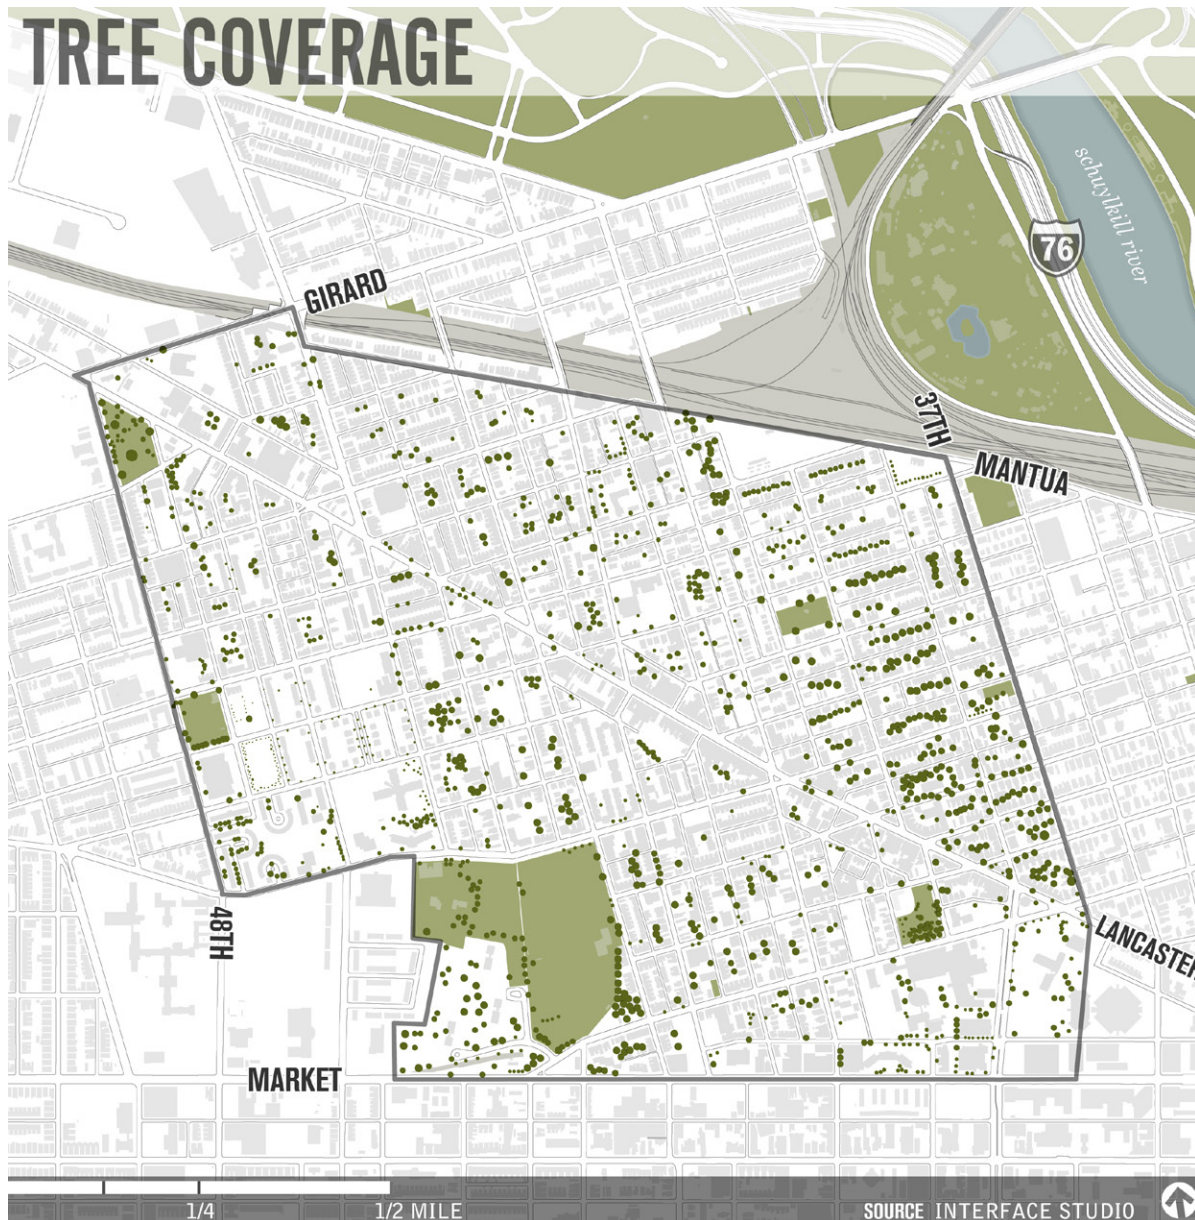 TREE COVERAGE
schuylkill river
76
GIRARD
37TH
MANTUA
48TH
LANCASTER
MARKET
1/4
1/2 MILE
SOURCE INTERFACE STUDIO